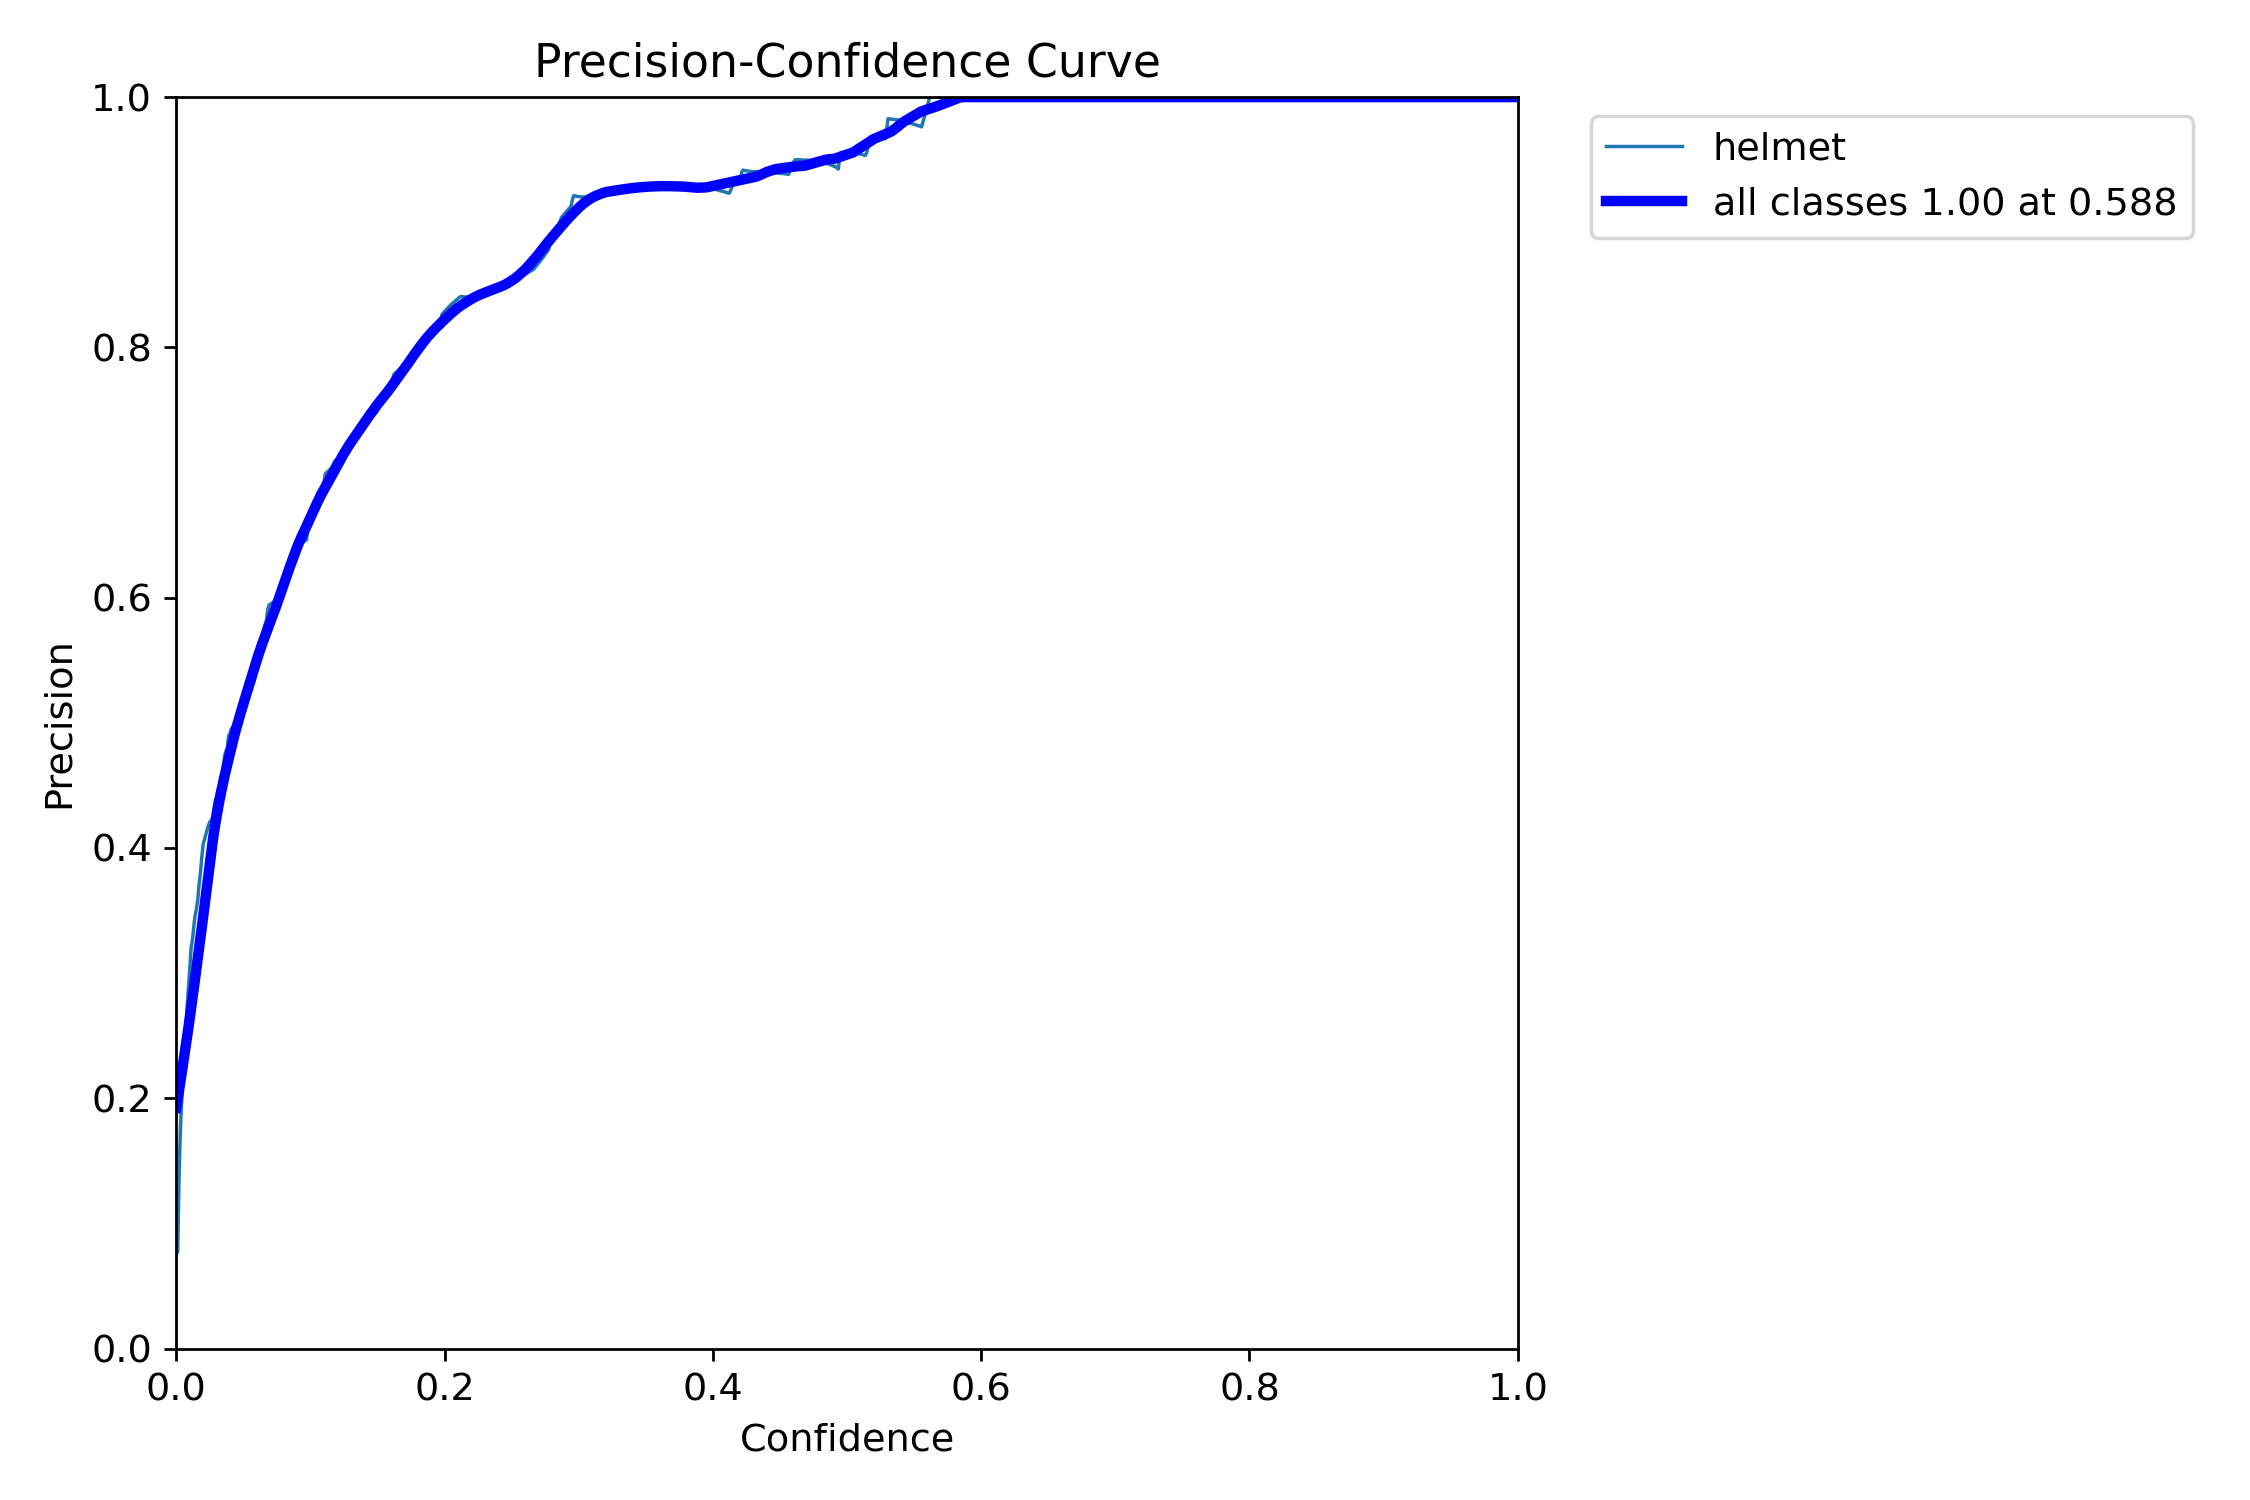 Precision-Confidence Curve
helmet
all classes 1.00 at 0.588
Precision
1.0
0.8
0.6
0.4
0.2
0.0
0.0 0.2 0.4 0.6 0.8 1.0
Confidence